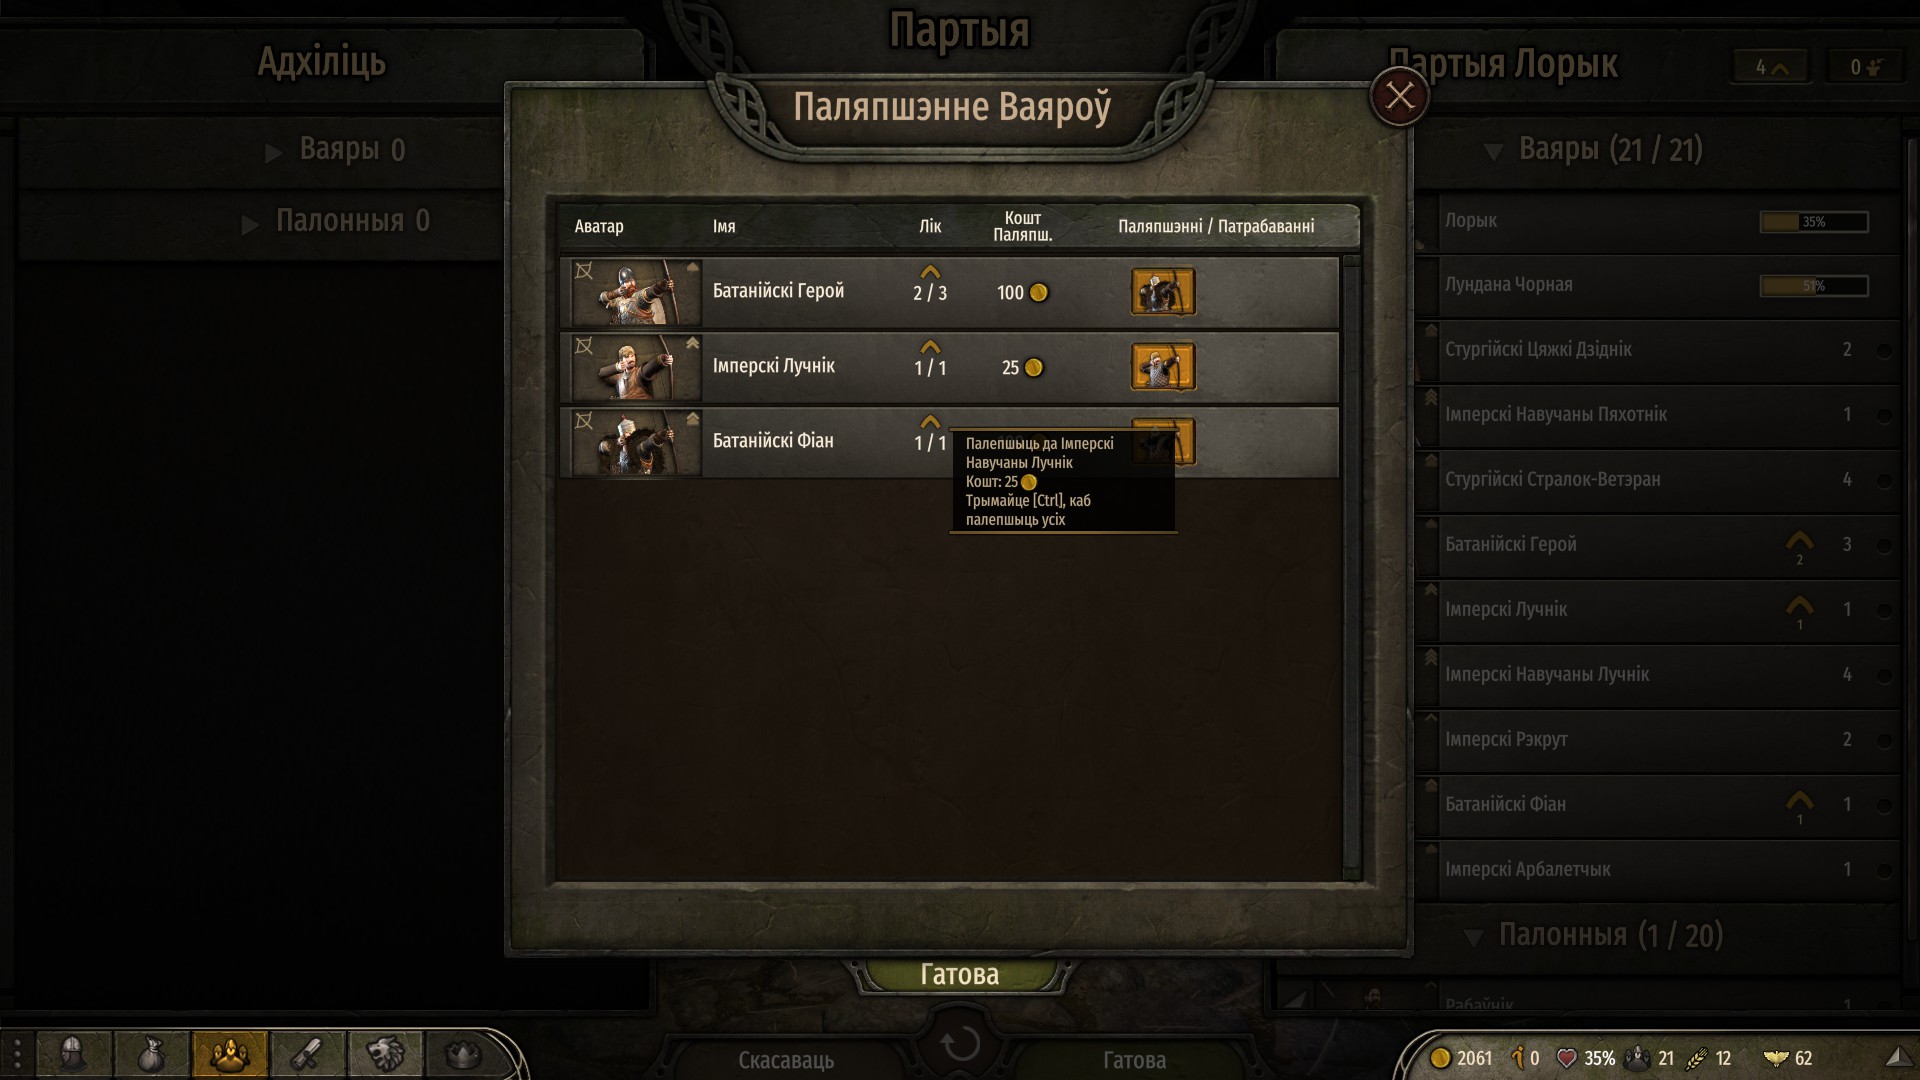 Партыя
Адхіліць
Ваяры 0
Палонныя 0
Паляпшэнне Ваяроў
Аватар
Імя
Лік
Кошт
Паляпш.
Паляпшэнні / Патрабаванні
Батанійскі Герой
2 / 3
100
Імперскі Лучнік
1 / 1
25
Батанійскі Фіан
1 / 1
Палепшыць да Імперскі
Навучаны Лучнік
Кошт: 25
Трымайце [Ctrl], каб
палепшыць усіх
Гатова
Скасаваць
Гатова
Партыя Лорык
4
0
Ваяры (21 / 21)
Лорык
35%
Лундана Чорная
51%
Стургійскі Цяжкі Дзіднік
2
Імперскі Навучаны Пяхотнік
1
Стургійскі Стралок-Ветэран
4
Батанійскі Герой
2
3
Імперскі Лучнік
1
1
Імперскі Навучаны Лучнік
4
Імперскі Рэкрут
2
Батанійскі Фіан
1
1
Імперскі Арбалетчык
1
Палонныя (1 / 20)
Рабаўнік
1
2061
0
35%
21
12
62